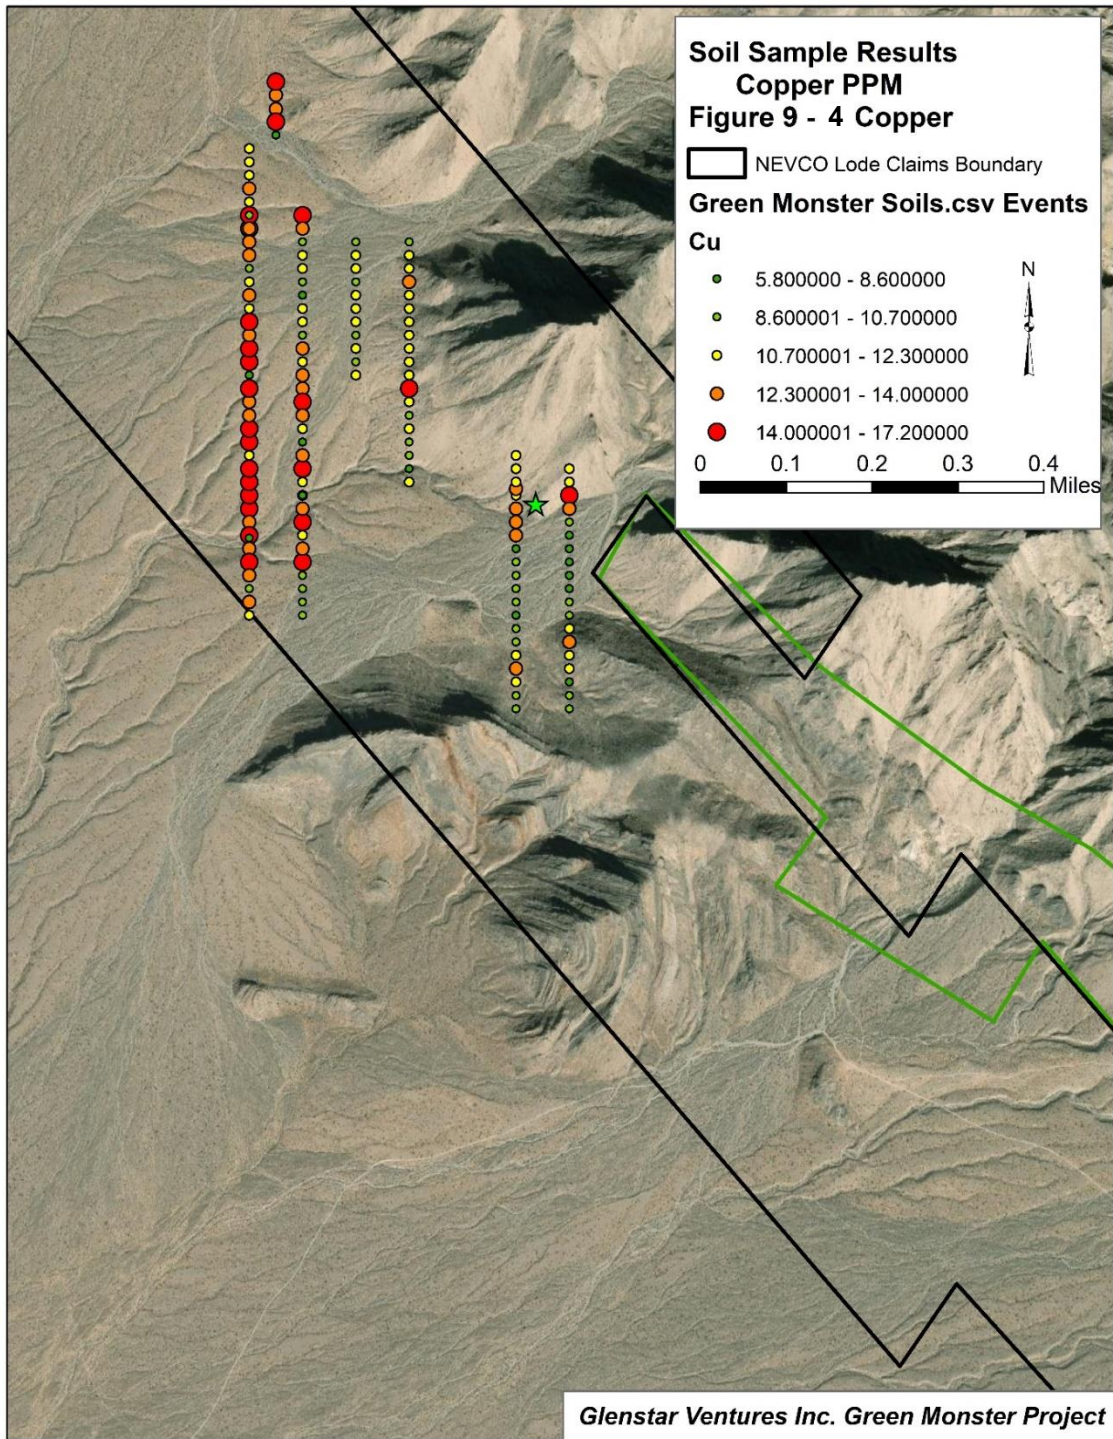 Soil Sample Results
Copper PPM
Figure 9 - 4 Copper
NEVCO Lode Claims Boundary
Green Monster Soils.csv Events
Cu
5.800000 - 8.600000
8.600001 - 10.700000
10.700001 - 12.300000
12.300001 - 14.000000
14.000001 - 17.200000
N
0 0.1 0.2 0.3 0.4
Miles
Glenstar Ventures Inc. Green Monster Project